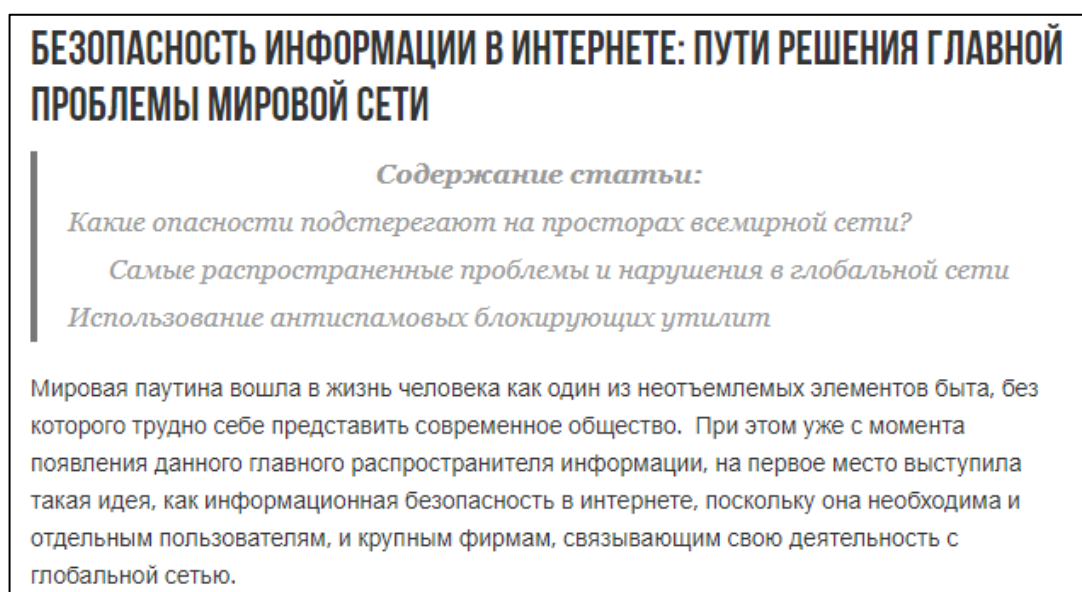 БЕЗОПАСНОСТЬ ИНФОРМАЦИИ В ИНТЕРНЕТЕ: ПУТИ РЕШЕНИЯ ГЛАВНОЙ
ПРОБЛЕМЫ МИРОВОЙ СЕТИ
Содержание статьи:
Какие опасности подстерегают на просторах всемирной сети?
Самые распространенные проблемы и нарушения в глобальной сети
Использование антиспамовых блокирующих утилит
Мировая паутина вошла в жизнь человека как один из неотъемлемых элементов быта, без
которого трудно себе представить современное общество.  При этом уже с момента
появления данного главного распространителя информации, на первое место выступила
такая идея, как информационная безопасность в интернете, поскольку она необходима и
отдельным пользователям, и крупным фирмам, связывающим свою деятельность с
глобальной сетью.